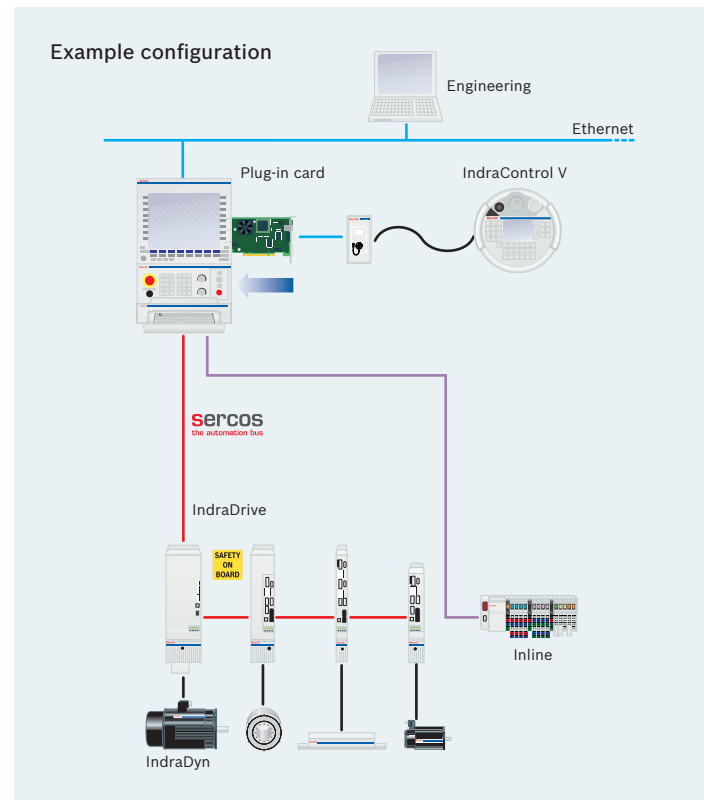 Example configuration
Engineering
Ethernet
Plug-in card
IndraControl V
sercos
the automation bus
IndraDrive
SAFETY
ON
BOARD
Inline
IndraDyn